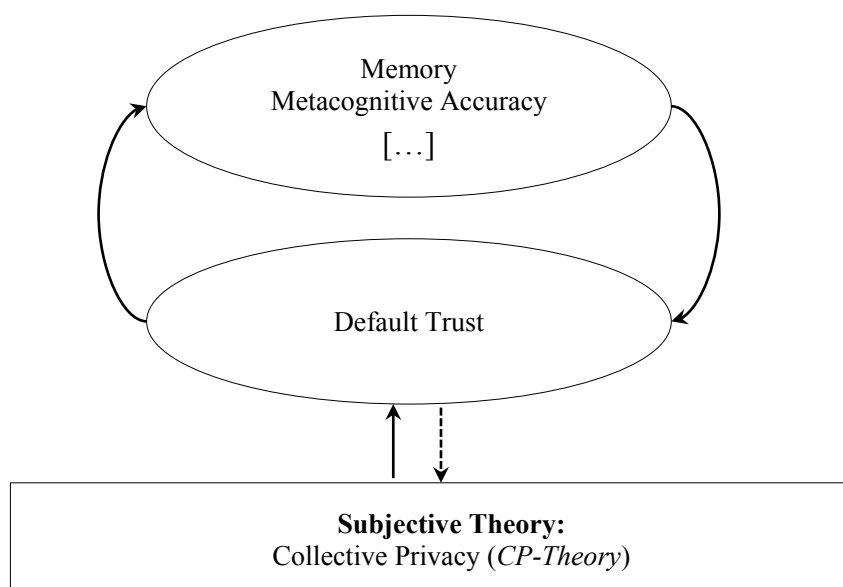 Memory
Metacognitive Accuracy
[…]
Default Trust
Subjective Theory:
Collective Privacy (CP-Theory)